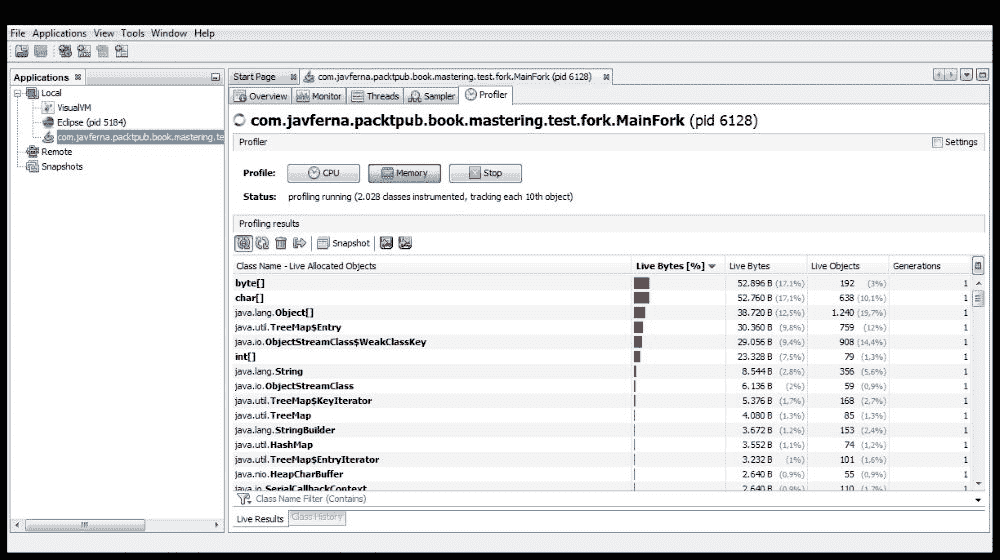 File Applications View Tools Window Help
Applications
Start Page com.javferna.packtpub.book.mastering.test.fork.MainFork (pid 6128)
Local
VisualVM
Eclipse (pid 5184)
com.javferna.packtpub.book.mastering.te
Remote
Snapshots
Overview Monitor Threads Sampler Profiler
com.javferna.packtpub.book.mastering.test.fork.MainFork (pid 6128)
Profiler Settings
Profile: CPU Memory Stop
Status: profiling running (2.028 classes instrumented, tracking each 10th object)
Profiling results
Snapshot
Class Name - Live Allocated Objects Live Bytes [%] Live Bytes Live Objects Generations
byte[] 52.896 B (17,1%) 192 (3%) 1
char[] 52.760 B (17,1%) 638 (10,1%) 1
java.lang.Object[] 38.720 B (12,5%) 1.240 (19,7%) 1
java.util.TreeMap$Entry 30.360 B (9,8%) 759 (12%) 1
java.io.ObjectStreamClass$WeakClassKey 29.056 B (9,4%) 908 (14,4%) 1
int[] 23.328 B (7,5%) 79 (1,3%) 1
java.lang.String 8.544 B (2,8%) 356 (5,6%) 1
java.io.ObjectStreamClass 6.136 B (2%) 59 (0,9%) 1
java.util.TreeMap$KeyIterator 5.376 B (1,7%) 168 (2,7%) 1
java.util.TreeMap 4.080 B (1,3%) 85 (1,3%) 1
java.lang.StringBuilder 3.672 B (1,2%) 153 (2,4%) 1
java.util.HashMap 3.552 B (1,1%) 74 (1,2%) 1
java.util.TreeMap$EntryIterator 3.232 B (1%) 101 (1,6%) 1
java.nio.HeapCharBuffer 2.640 B (0,9%) 55 (0,9%) 1
java.io.SerialCallbackContext 2.640 B (0,9%) 110 (1,7%) 1
Class Name Filter (Contains)
Live Results Class History